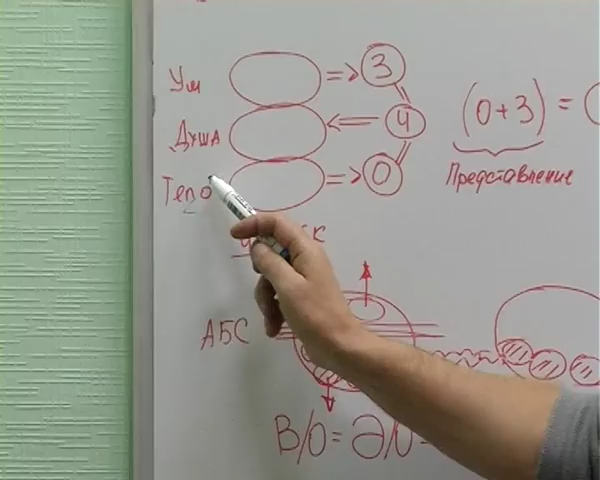 Ум => 3
Душа <= 4 (0+3) =
Тело => 0 Представление
АБС
В/О =